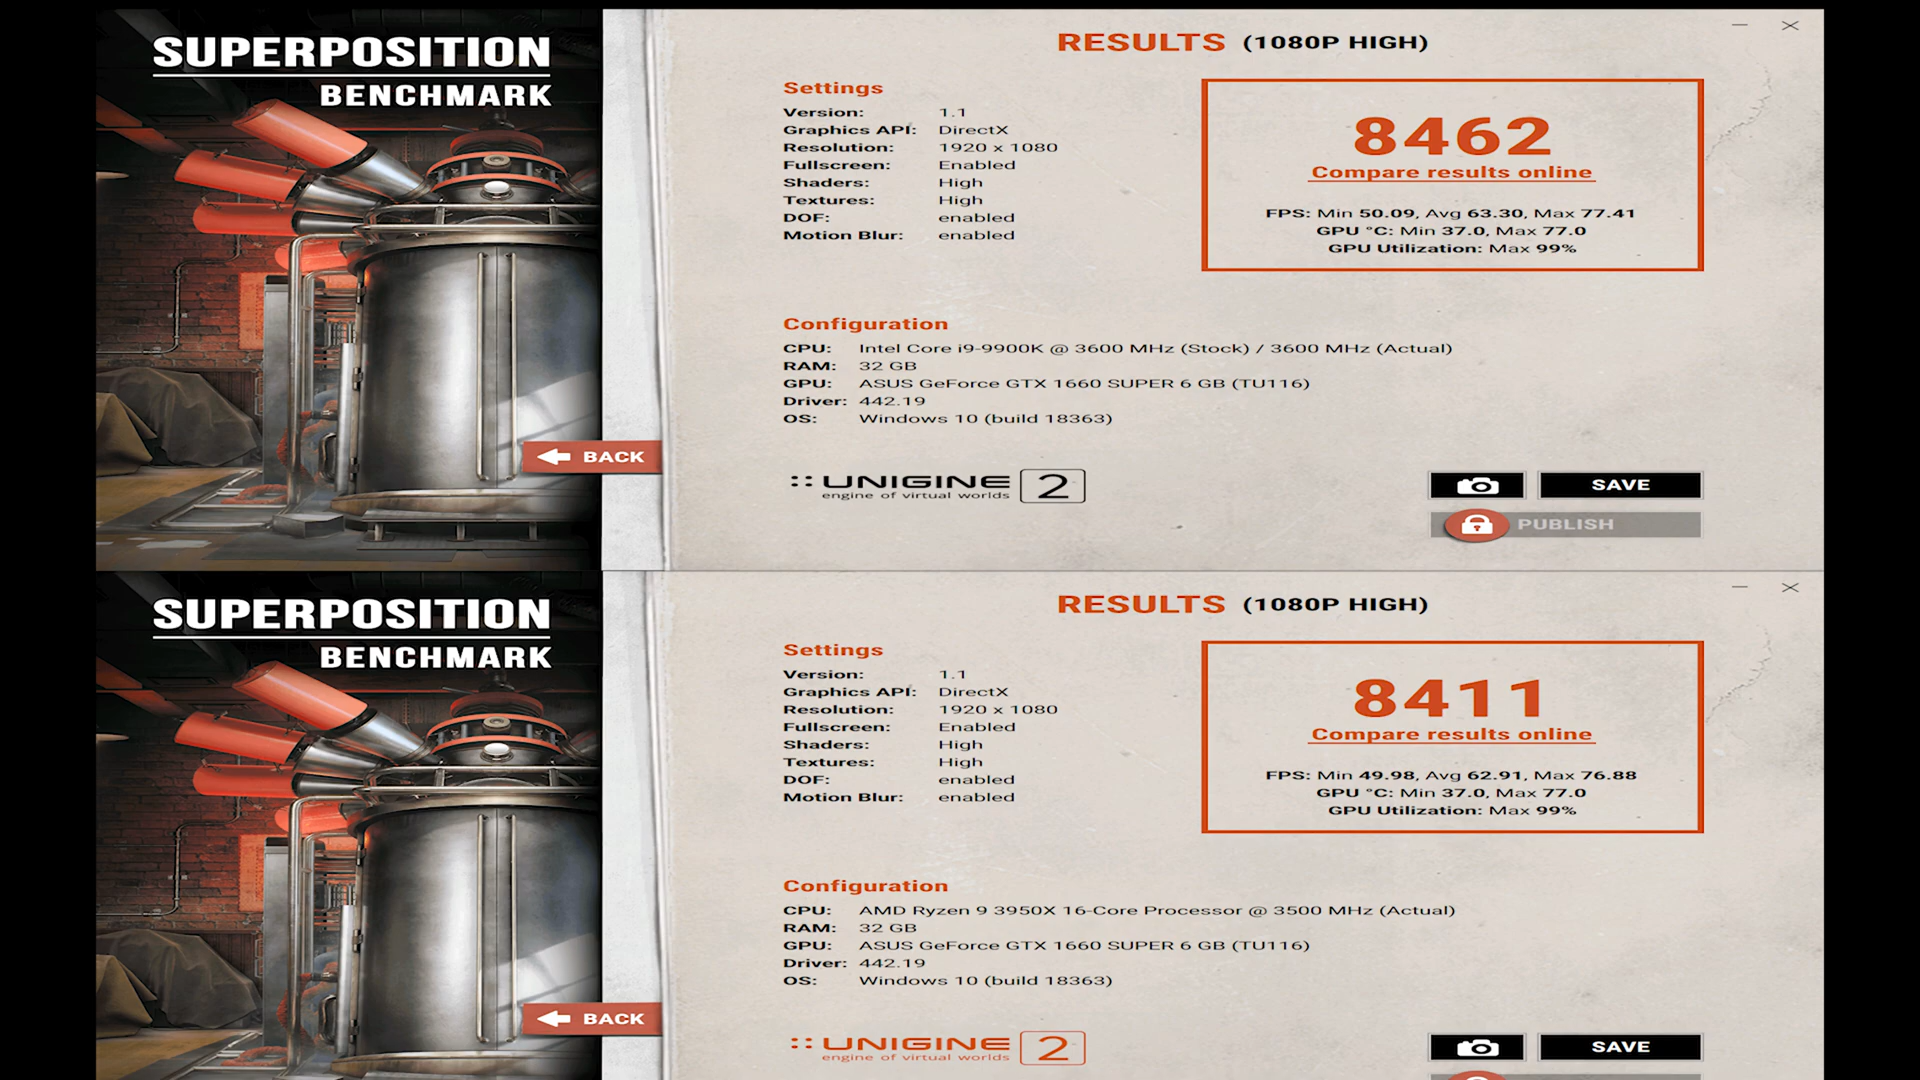 SUPERPOSITION
BENCHMARK
RESULTS (1080P HIGH)
Settings
Version: 1.1
Graphics API: DirectX
Resolution: 1920 x 1080
Fullscreen: Enabled
Shaders: High
Textures: High
DOF: enabled
Motion Blur: enabled
8462
Compare results online
FPS: Min 50.09, Avg 63.30, Max 77.41
GPU °C: Min 37.0, Max 77.0
GPU Utilization: Max 99%
Configuration
CPU: Intel Core i9-9900K @ 3600 MHz (Stock) / 3600 MHz (Actual)
RAM: 32 GB
GPU: ASUS GeForce GTX 1660 SUPER 6 GB (TU116)
Driver: 442.19
OS: Windows 10 (build 18363)
BACK
UNIGINE 2
engine of virtual worlds
SAVE
PUBLISH
SUPERPOSITION
BENCHMARK
RESULTS (1080P HIGH)
Settings
Version: 1.1
Graphics API: DirectX
Resolution: 1920 x 1080
Fullscreen: Enabled
Shaders: High
Textures: High
DOF: enabled
Motion Blur: enabled
8411
Compare results online
FPS: Min 49.98, Avg 62.91, Max 76.88
GPU °C: Min 37.0, Max 77.0
GPU Utilization: Max 99%
Configuration
CPU: AMD Ryzen 9 3950X 16-Core Processor @ 3500 MHz (Actual)
RAM: 32 GB
GPU: ASUS GeForce GTX 1660 SUPER 6 GB (TU116)
Driver: 442.19
OS: Windows 10 (build 18363)
BACK
UNIGINE 2
engine of virtual worlds
SAVE